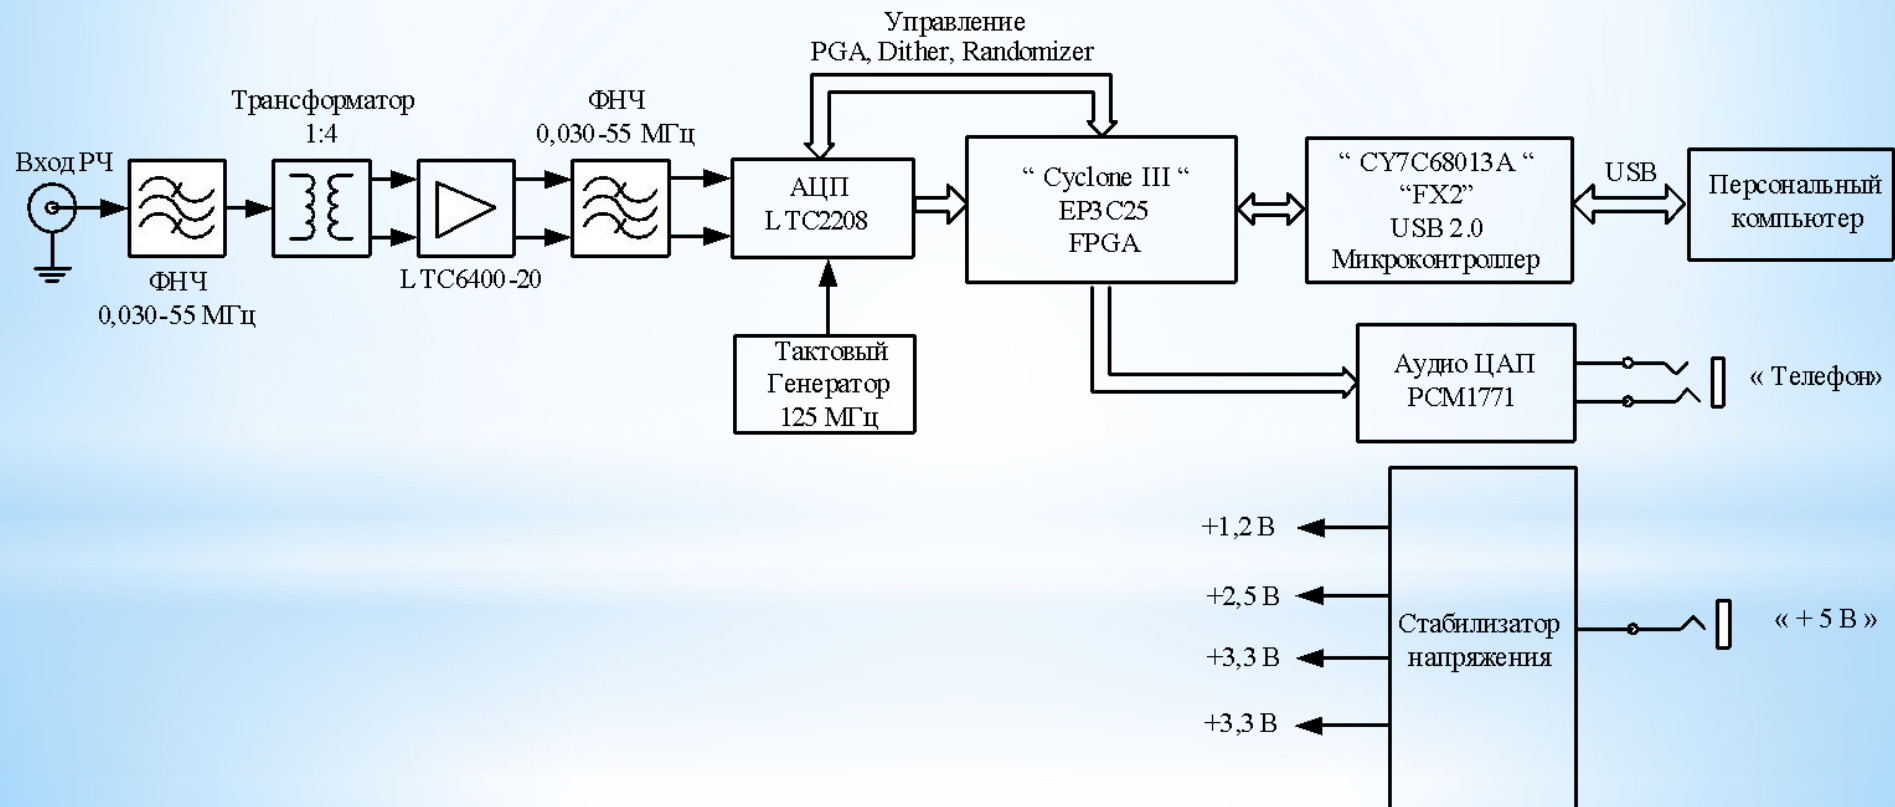 Управление
PGA, Dither, Randomizer
Трансформатор
1:4
ФНЧ
0,030-55 МГц
Вход РЧ
ФНЧ
0,030-55 МГц
LTC6400-20
АЦП
LTC2208
Тактовый
Генератор
125 МГц
“ Cyclone III “
EP3C25
FPGA
“ CY7C68013A “
“FX2”
USB 2.0
Микроконтроллер
USB
Персональный
компьютер
Аудио ЦАП
PCM1771
« Телефон»
+1,2 В
+2,5 В
+3,3 В
+3,3 В
Стабилизатор
напряжения
« + 5 В »